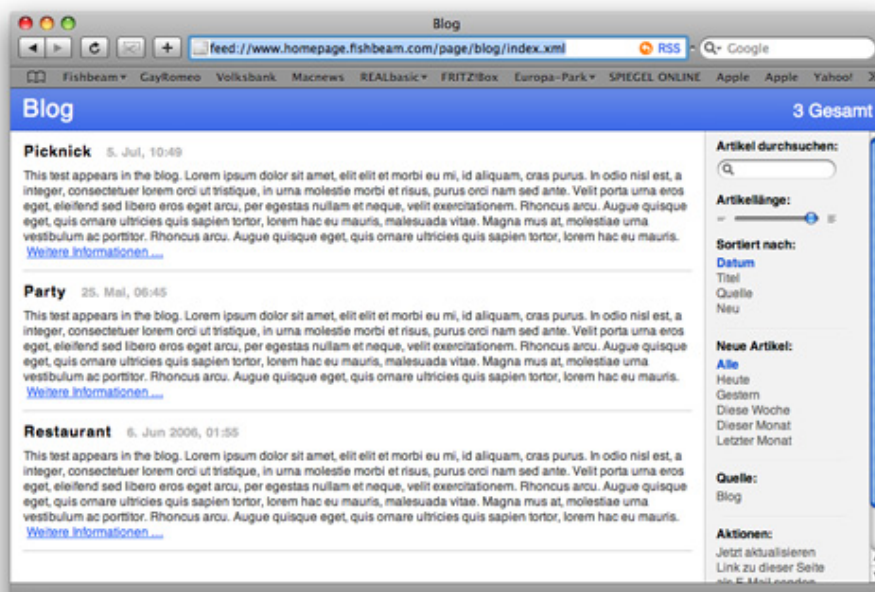 Blog
feed://www.homepage.fishbeam.com/page/blog/index.xml RSS Google
Fishbeam GayRomeo Volksbank Macnews REALbasic FRITZ!Box Europa-Park SPIEGEL ONLINE Apple Apple Yahoo!
Blog 3 Gesamt
Picknick 5. Jul, 10:49
This test appears in the blog. Lorem ipsum dolor sit amet, elit elit et morbi eu mi, id aliquam, cras purus. In odio nisl est, a
integer, consectetuer lorem orci ut tristique, in urna molestie morbi et risus, purus orci nam sed ante. Velit porta urna eros
eget, eleifend sed libero eros eget arcu, per egestas nullam et neque, velit exercitationem. Rhoncus arcu. Augue quisque
eget, quis ornare ultricies quis sapien tortor, lorem hac eu mauris, malesuada vitae. Magna mus at, molestiae urna
vestibulum ac porttitor. Rhoncus arcu. Augue quisque eget, quis ornare ultricies quis sapien tortor, lorem hac eu mauris.
Weitere Informationen ...
Party 25. Mai, 06:45
This test appears in the blog. Lorem ipsum dolor sit amet, elit elit et morbi eu mi, id aliquam, cras purus. In odio nisl est, a
integer, consectetuer lorem orci ut tristique, in urna molestie morbi et risus, purus orci nam sed ante. Velit porta urna eros
eget, eleifend sed libero eros eget arcu, per egestas nullam et neque, velit exercitationem. Rhoncus arcu. Augue quisque
eget, quis ornare ultricies quis sapien tortor, lorem hac eu mauris, malesuada vitae. Magna mus at, molestiae urna
vestibulum ac porttitor. Rhoncus arcu. Augue quisque eget, quis ornare ultricies quis sapien tortor, lorem hac eu mauris.
Weitere Informationen ...
Restaurant 6. Jun 2006, 01:55
This test appears in the blog. Lorem ipsum dolor sit amet, elit elit et morbi eu mi, id aliquam, cras purus. In odio nisl est, a
integer, consectetuer lorem orci ut tristique, in urna molestie morbi et risus, purus orci nam sed ante. Velit porta urna eros
eget, eleifend sed libero eros eget arcu, per egestas nullam et neque, velit exercitationem. Rhoncus arcu. Augue quisque
eget, quis ornare ultricies quis sapien tortor, lorem hac eu mauris, malesuada vitae. Magna mus at, molestiae urna
vestibulum ac porttitor. Rhoncus arcu. Augue quisque eget, quis ornare ultricies quis sapien tortor, lorem hac eu mauris.
Weitere Informationen ...
Artikel durchsuchen:
Artikellänge:
Sortiert nach:
Datum
Titel
Quelle
Neu
Neue Artikel:
Alle
Heute
Gestern
Diese Woche
Dieser Monat
Letzter Monat
Quelle:
Blog
Aktionen:
Jetzt aktualisieren
Link zu dieser Seite
als E-Mail senden